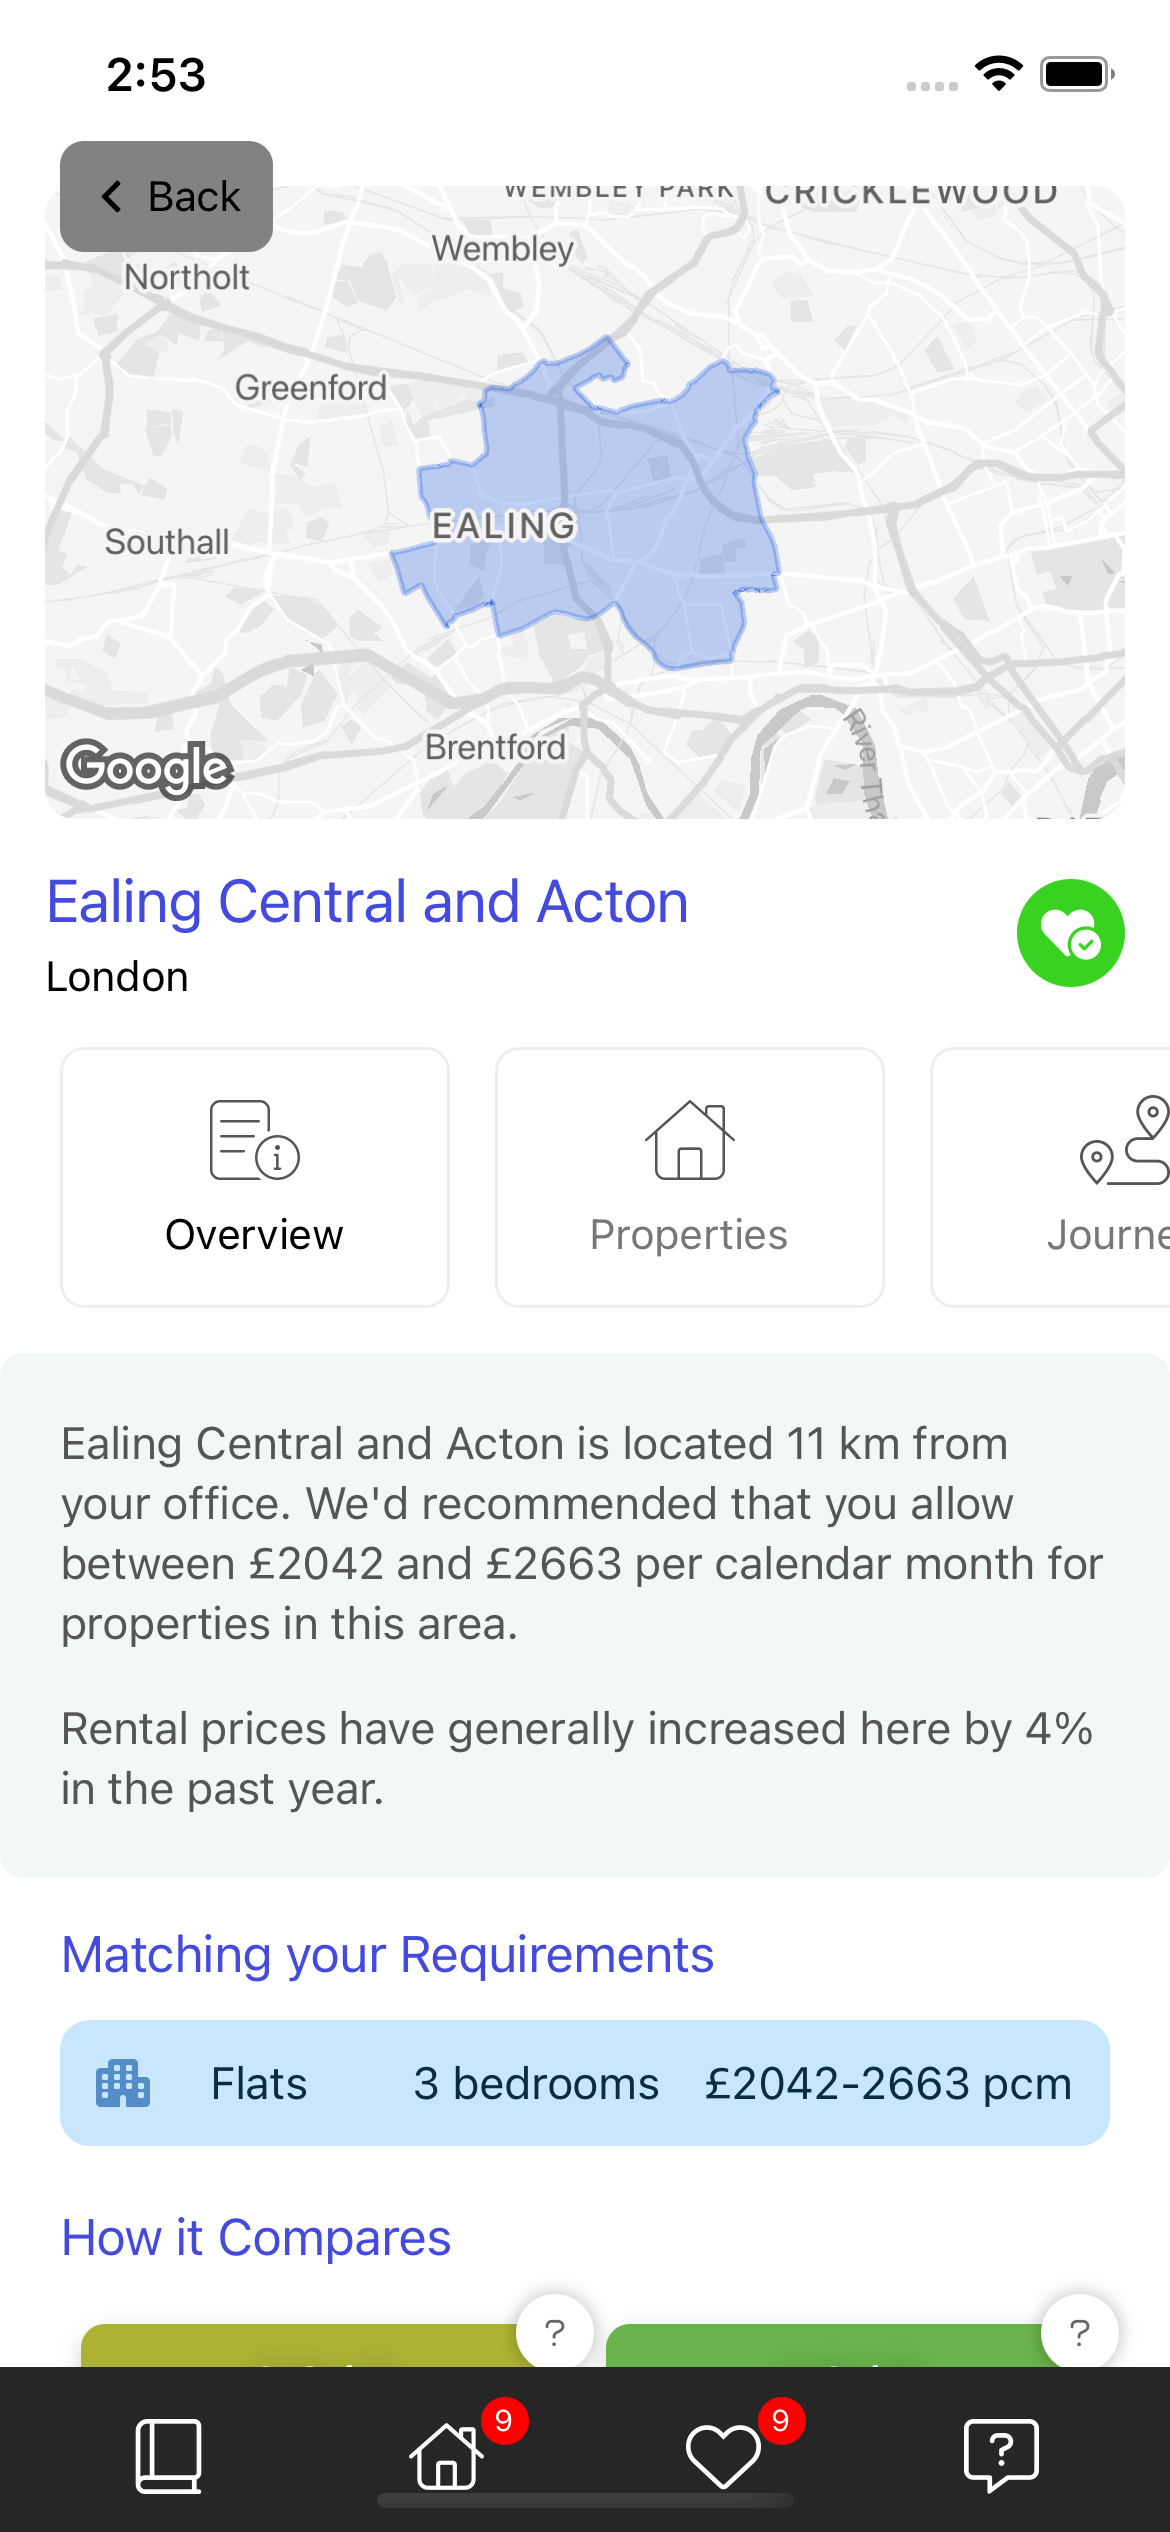 2:53
Back
WEMBLEY PARK
CRICKLEWOOD
Wembley
Northolt
Greenford
EALING
Southall
Brentford
River Tha
Google
Ealing Central and Acton
London
Overview
Properties
Journe
Ealing Central and Acton is located 11 km from
your office. We'd recommended that you allow
between £2042 and £2663 per calendar month for
properties in this area.
Rental prices have generally increased here by 4%
in the past year.
Matching your Requirements
Flats 3 bedrooms £2042-2663 pcm
How it Compares
?
?
9
9
?